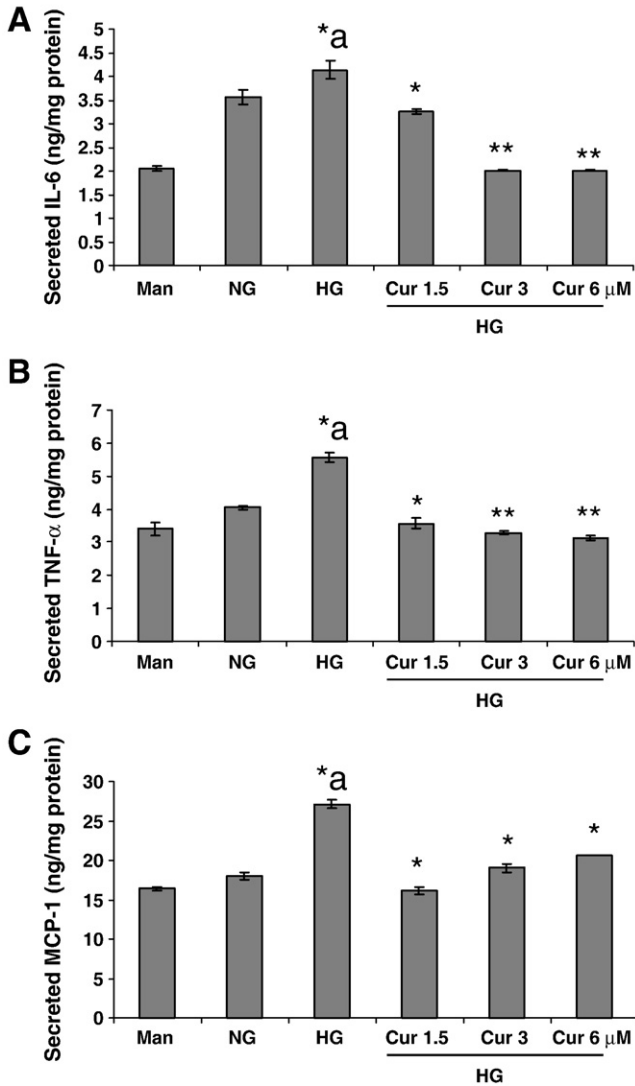 A
Secreted IL-6 (ng/mg protein)
5
4.5
4
3.5
3
2.5
2
1.5
1
0.5
0
*a
*
**
**
Man NG HG Cur 1.5 Cur 3 Cur 6 μM
HG
B
Secreted TNF-α (ng/mg protein)
7
6
5
4
3
2
1
0
*a
*
**
**
Man NG HG Cur 1.5 Cur 3 Cur 6 μM
HG
C
Secreted MCP-1 (ng/mg protein)
30
25
20
15
10
5
0
*a
*
*
*
Man NG HG Cur 1.5 Cur 3 Cur 6 μM
HG